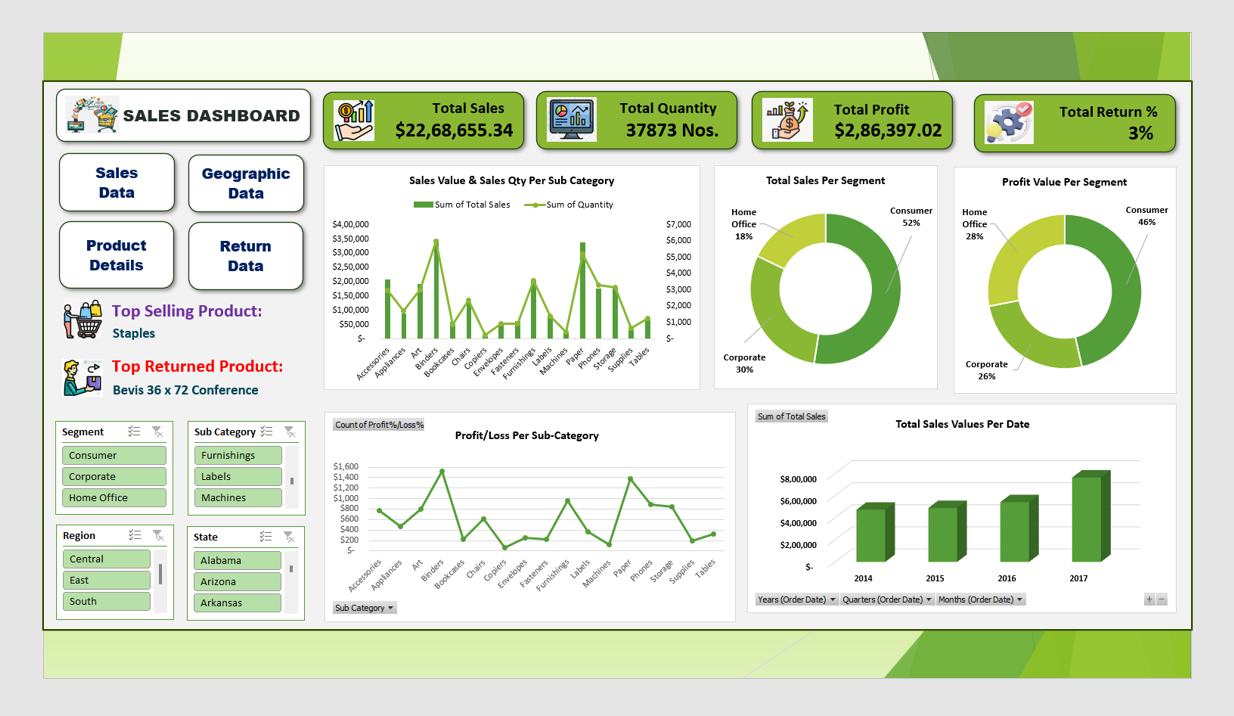 SALES DASHBOARD
Total Sales
$22,68,655.34
Total Quantity
37873 Nos.
Total Profit
$2,86,397.02
Total Return %
3%
Sales
Data
Geographic
Data
Product
Details
Return
Data
Top Selling Product:
Staples
Top Returned Product:
Bevis 36 x 72 Conference
Segment
Consumer
Corporate
Home Office
Sub Category
Furnishings
Labels
Machines
Region
Central
East
South
State
Alabama
Arizona
Arkansas
Sales Value & Sales Qty Per Sub Category
Sum of Total Sales
Sum of Quantity
$4,00,000
$3,50,000
$3,00,000
$2,50,000
$2,00,000
$1,50,000
$1,00,000
$50,000
$-
$7,000
$6,000
$5,000
$4,000
$3,000
$2,000
$1,000
$-
Accessories
Appliances
Art
Binders
Bookcases
Chairs
Copiers
Envelopes
Fasteners
Furnishings
Labels
Machines
Paper
Phones
Storage
Supplies
Tables
Total Sales Per Segment
Home
Office
18%
Consumer
52%
Corporate
30%
Profit Value Per Segment
Home
Office
28%
Consumer
46%
Corporate
26%
Count of Profit%/Loss%
Profit/Loss Per Sub-Category
$1,600
$1,400
$1,200
$1,000
$800
$600
$400
$200
$-
Accessories
Appliances
Art
Binders
Bookcases
Chairs
Copiers
Envelopes
Fasteners
Furnishings
Labels
Machines
Paper
Phones
Storage
Supplies
Tables
Sub Category
Sum of Total Sales
Total Sales Values Per Date
$8,00,000
$6,00,000
$4,00,000
$2,00,000
$-
2014
2015
2016
2017
Years (Order Date)
Quarters (Order Date)
Months (Order Date)
+ −